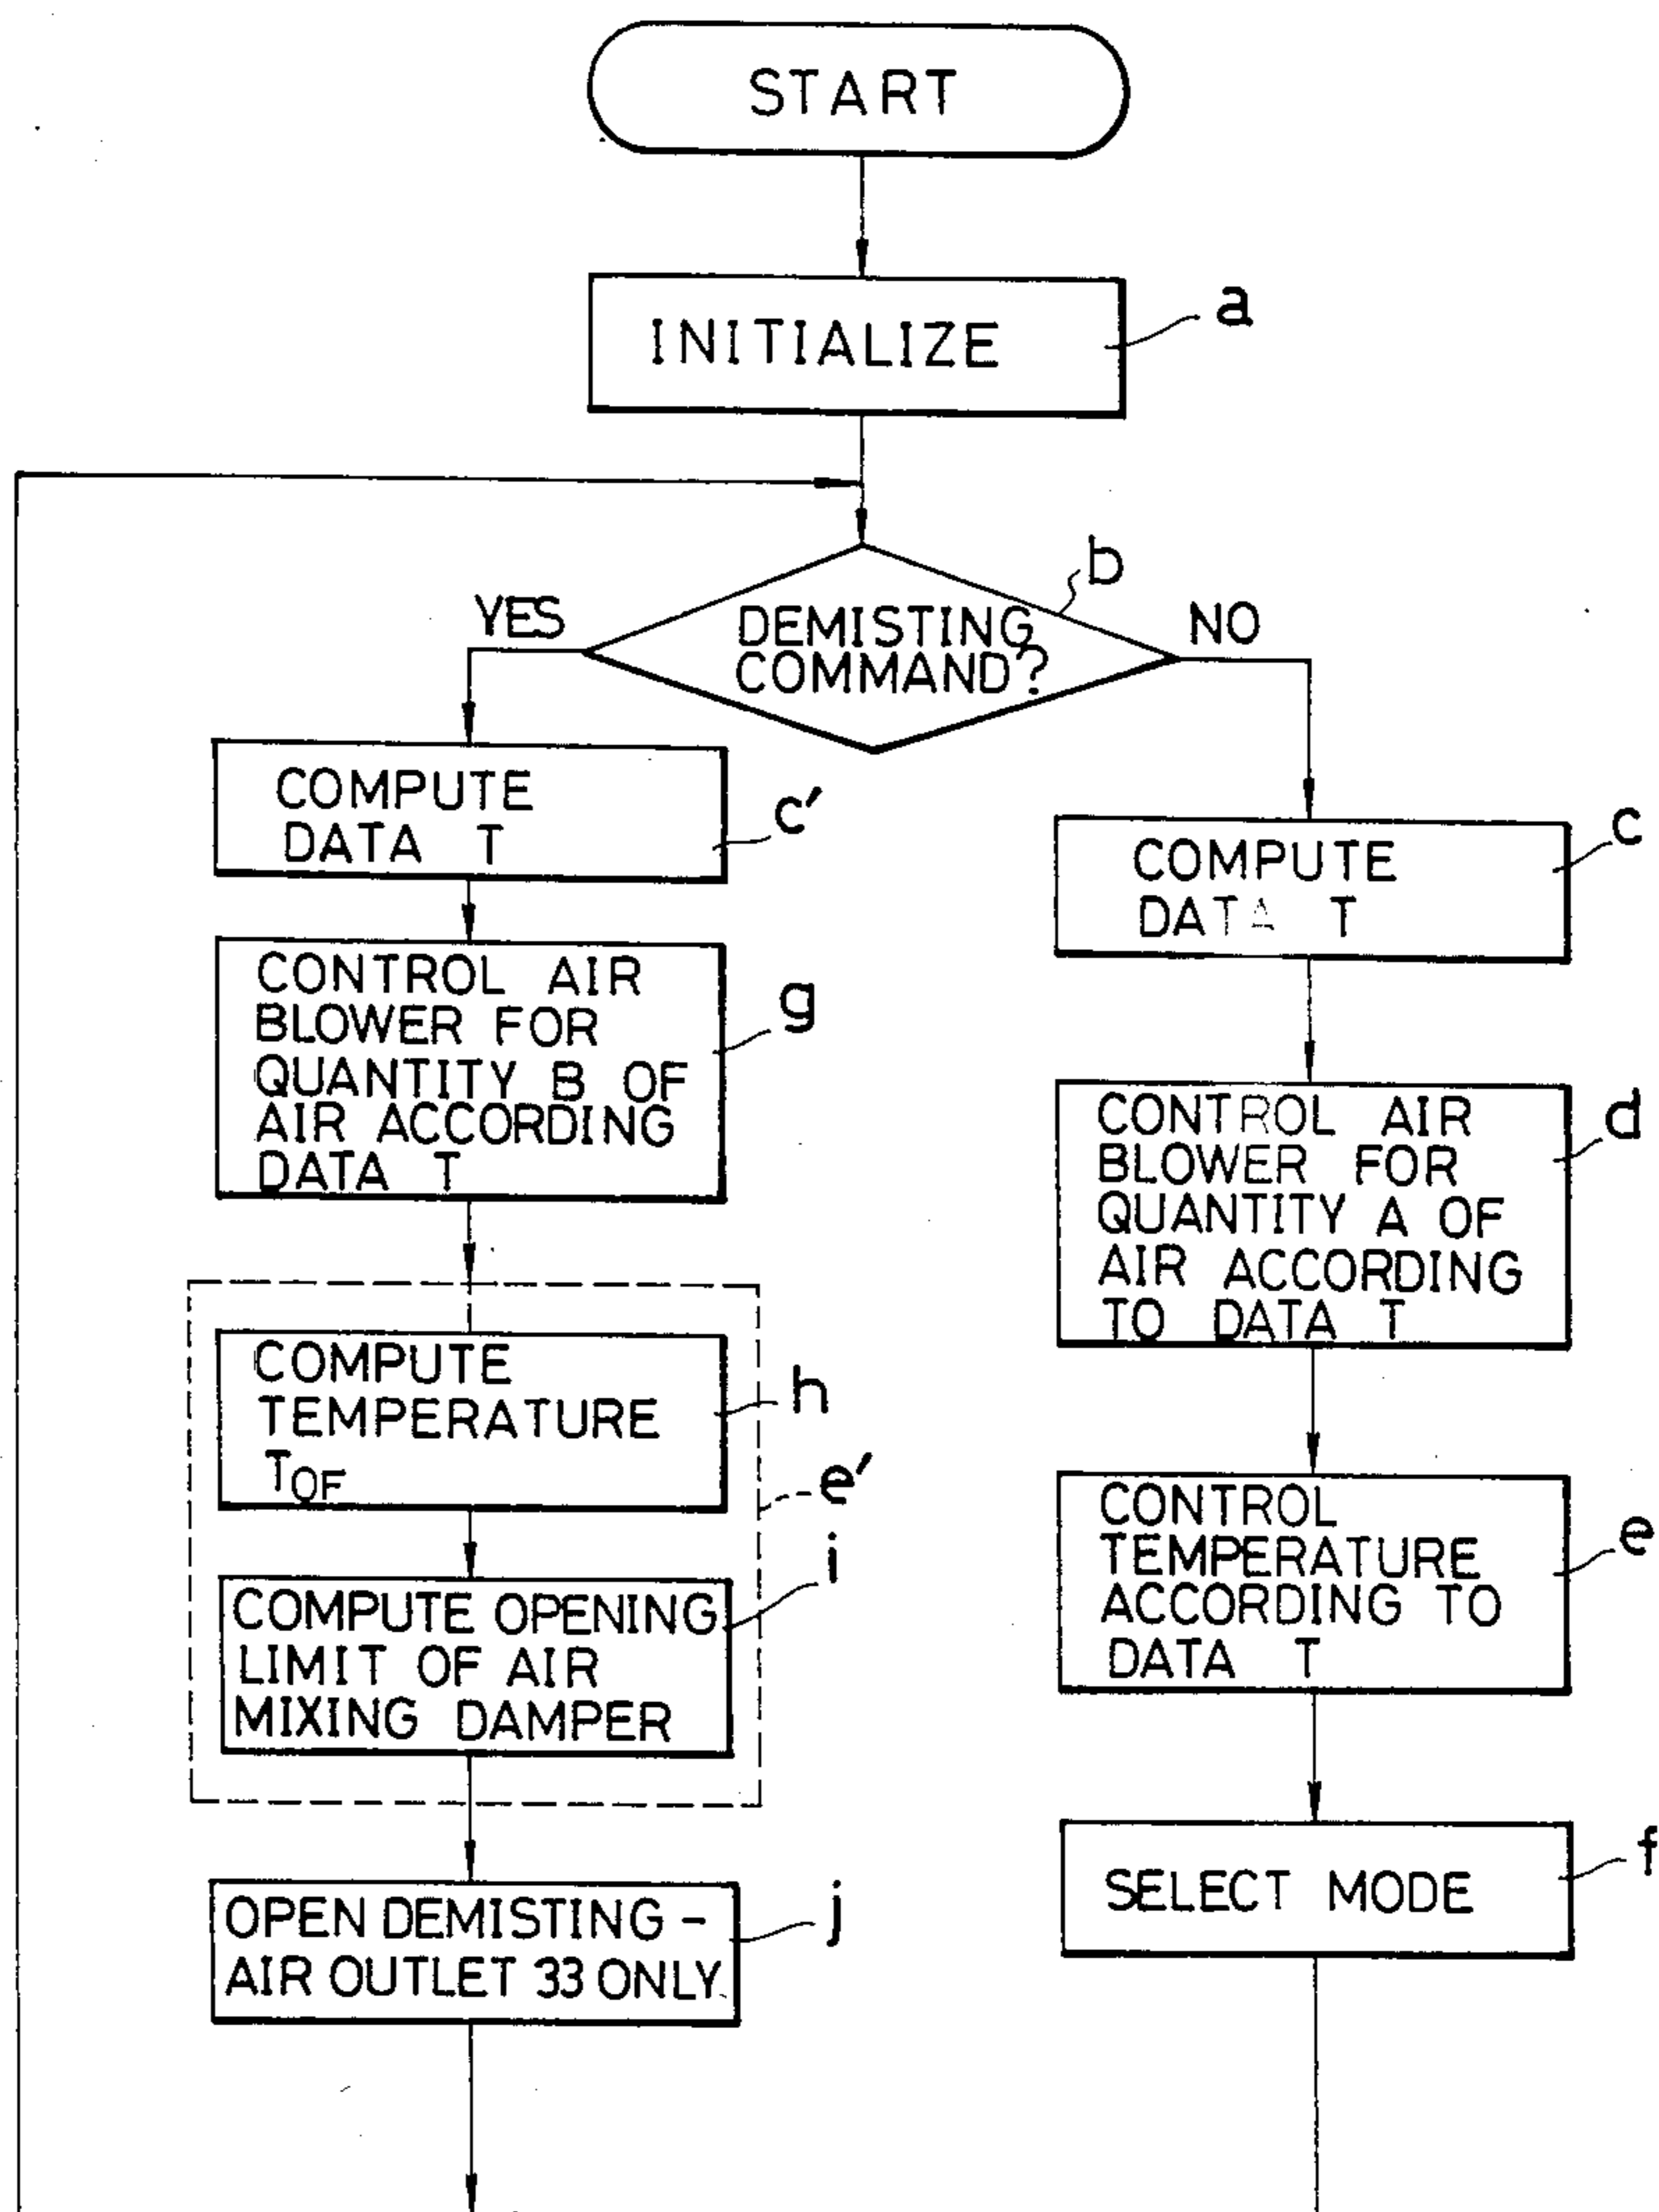 START
INITIALIZE
a
b
YES
DEMISTING
COMMAND?
NO
COMPUTE
DATA T
c'
COMPUTE
DATA T
c
CONTROL AIR
BLOWER FOR
QUANTITY B OF
AIR ACCORDING
DATA T
g
CONTROL AIR
BLOWER FOR
QUANTITY A OF
AIR ACCORDING
TO DATA T
d
COMPUTE
TEMPERATURE
TOF
h
e'
CONTROL
TEMPERATURE
ACCORDING TO
DATA T
e
COMPUTE OPENING
LIMIT OF AIR
MIXING DAMPER
i
SELECT MODE
f
OPEN DEMISTING-
AIR OUTLET 33 ONLY
j